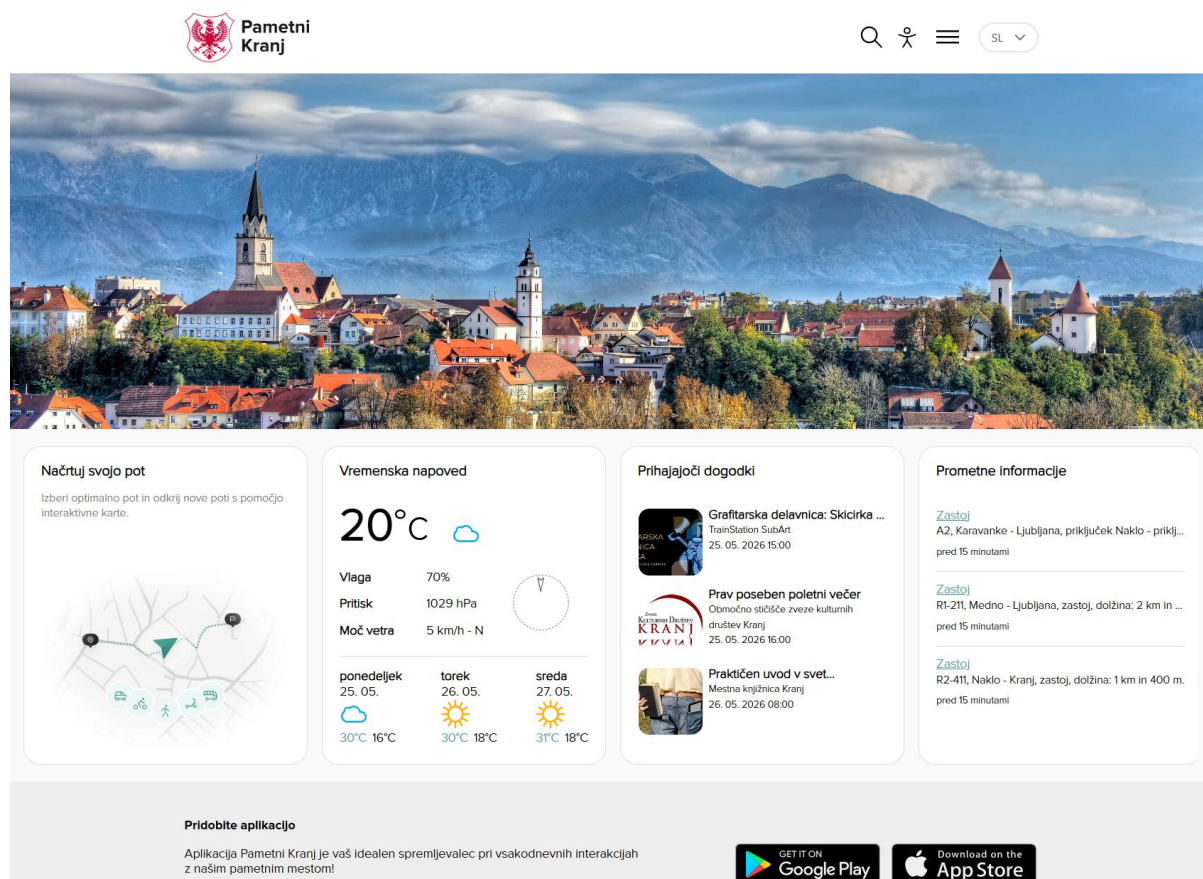 Pametni
Kranj
SL
Načrtuj svojo pot
Izberi optimalno pot in odkrij nove poti s pomočjo
interaktivne karte.
Vremenska napoved
20°C
Vlaga 70%
Pritisk 1029 hPa
Moč vetra 5 km/h - N
ponedeljek torek sreda
25. 05. 26. 05. 27. 05.
30°C 16°C 30°C 18°C 31°C 18°C
Prihajajoči dogodki
Grafitarska delavnica: Skicirka ...
TrainStation SubArt
25. 05. 2026 15:00
Prav poseben poletni večer
Območno stičišče zveze kulturnih
društev Kranj
25. 05. 2026 16:00
Kulturnih Društev
KRANJ
Praktičen uvod v svet...
Mestna knjižnica Kranj
26. 05. 2026 08:00
Prometne informacije
Zastoj
A2, Karavanke - Ljubljana, priključek Naklo - priklj...
pred 15 minutami
Zastoj
R1-211, Medno - Ljubljana, zastoj, dolžina: 2 km in ...
pred 15 minutami
Zastoj
R2-411, Naklo - Kranj, zastoj, dolžina: 1 km in 400 m.
pred 15 minutami
Pridobite aplikacijo
Aplikacija Pametni Kranj je vaš idealen spremljevalec pri vsakodnevnih interakcijah
z našim pametnim mestom!
GET IT ON
Google Play
Download on the
App Store